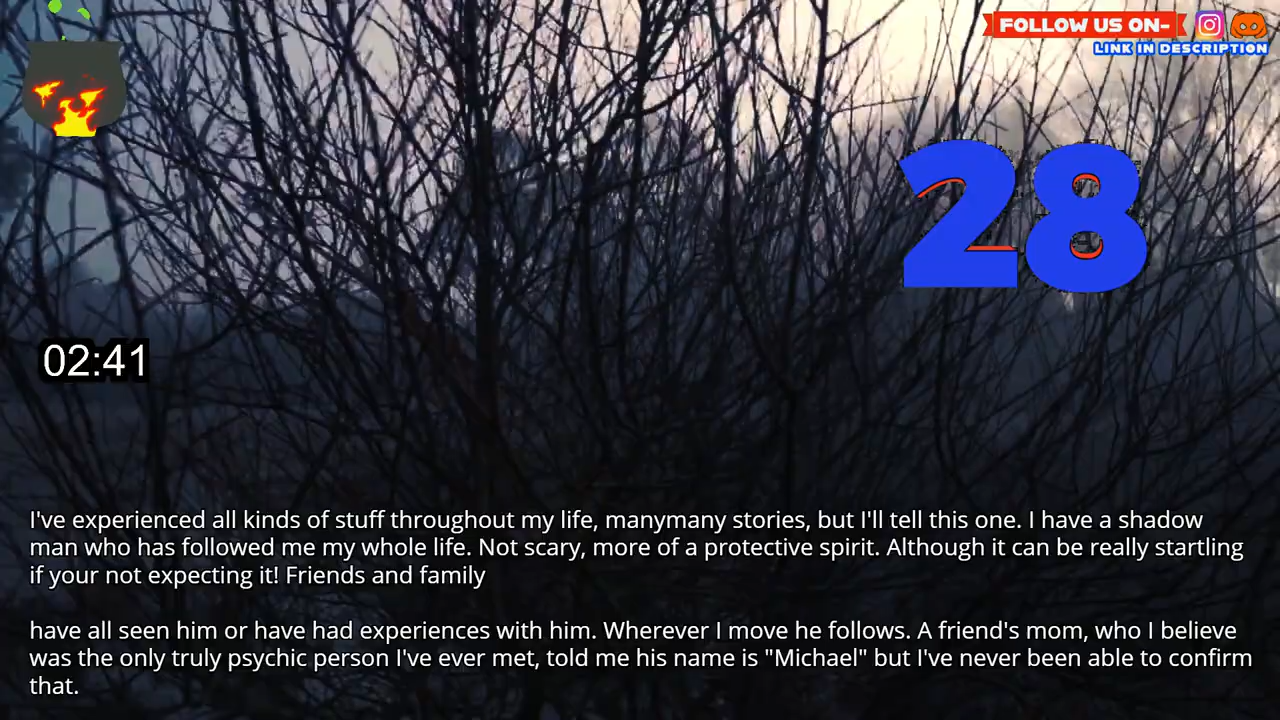 FOLLOW US ON-
LINK IN DESCRIPTION
28
02:41
I've experienced all kinds of stuff throughout my life, manymany stories, but I'll tell this one. I have a shadow
man who has followed me my whole life. Not scary, more of a protective spirit. Although it can be really startling
if your not expecting it! Friends and family
have all seen him or have had experiences with him. Wherever I move he follows. A friend's mom, who I believe
was the only truly psychic person I've ever met, told me his name is "Michael" but I've never been able to confirm
that.